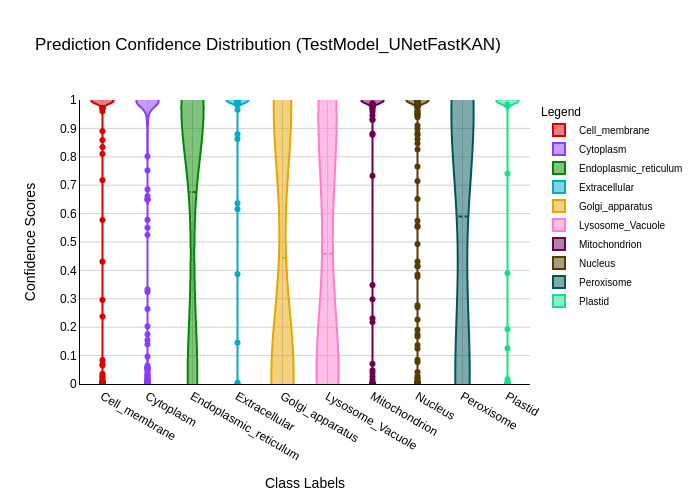 Prediction Confidence Distribution (TestModel_UNetFastKAN)
Legend
Cell_membrane
Cytoplasm
Endoplasmic_reticulum
Extracellular
Golgi_apparatus
Lysosome_Vacuole
Mitochondrion
Nucleus
Peroxisome
Plastid
Confidence Scores
1
0.9
0.8
0.7
0.6
0.5
0.4
0.3
0.2
0.1
0
Cell_membrane
Cytoplasm
Endoplasmic_reticulum
Extracellular
Golgi_apparatus
Lysosome_Vacuole
Mitochondrion
Nucleus
Peroxisome
Plastid
Class Labels